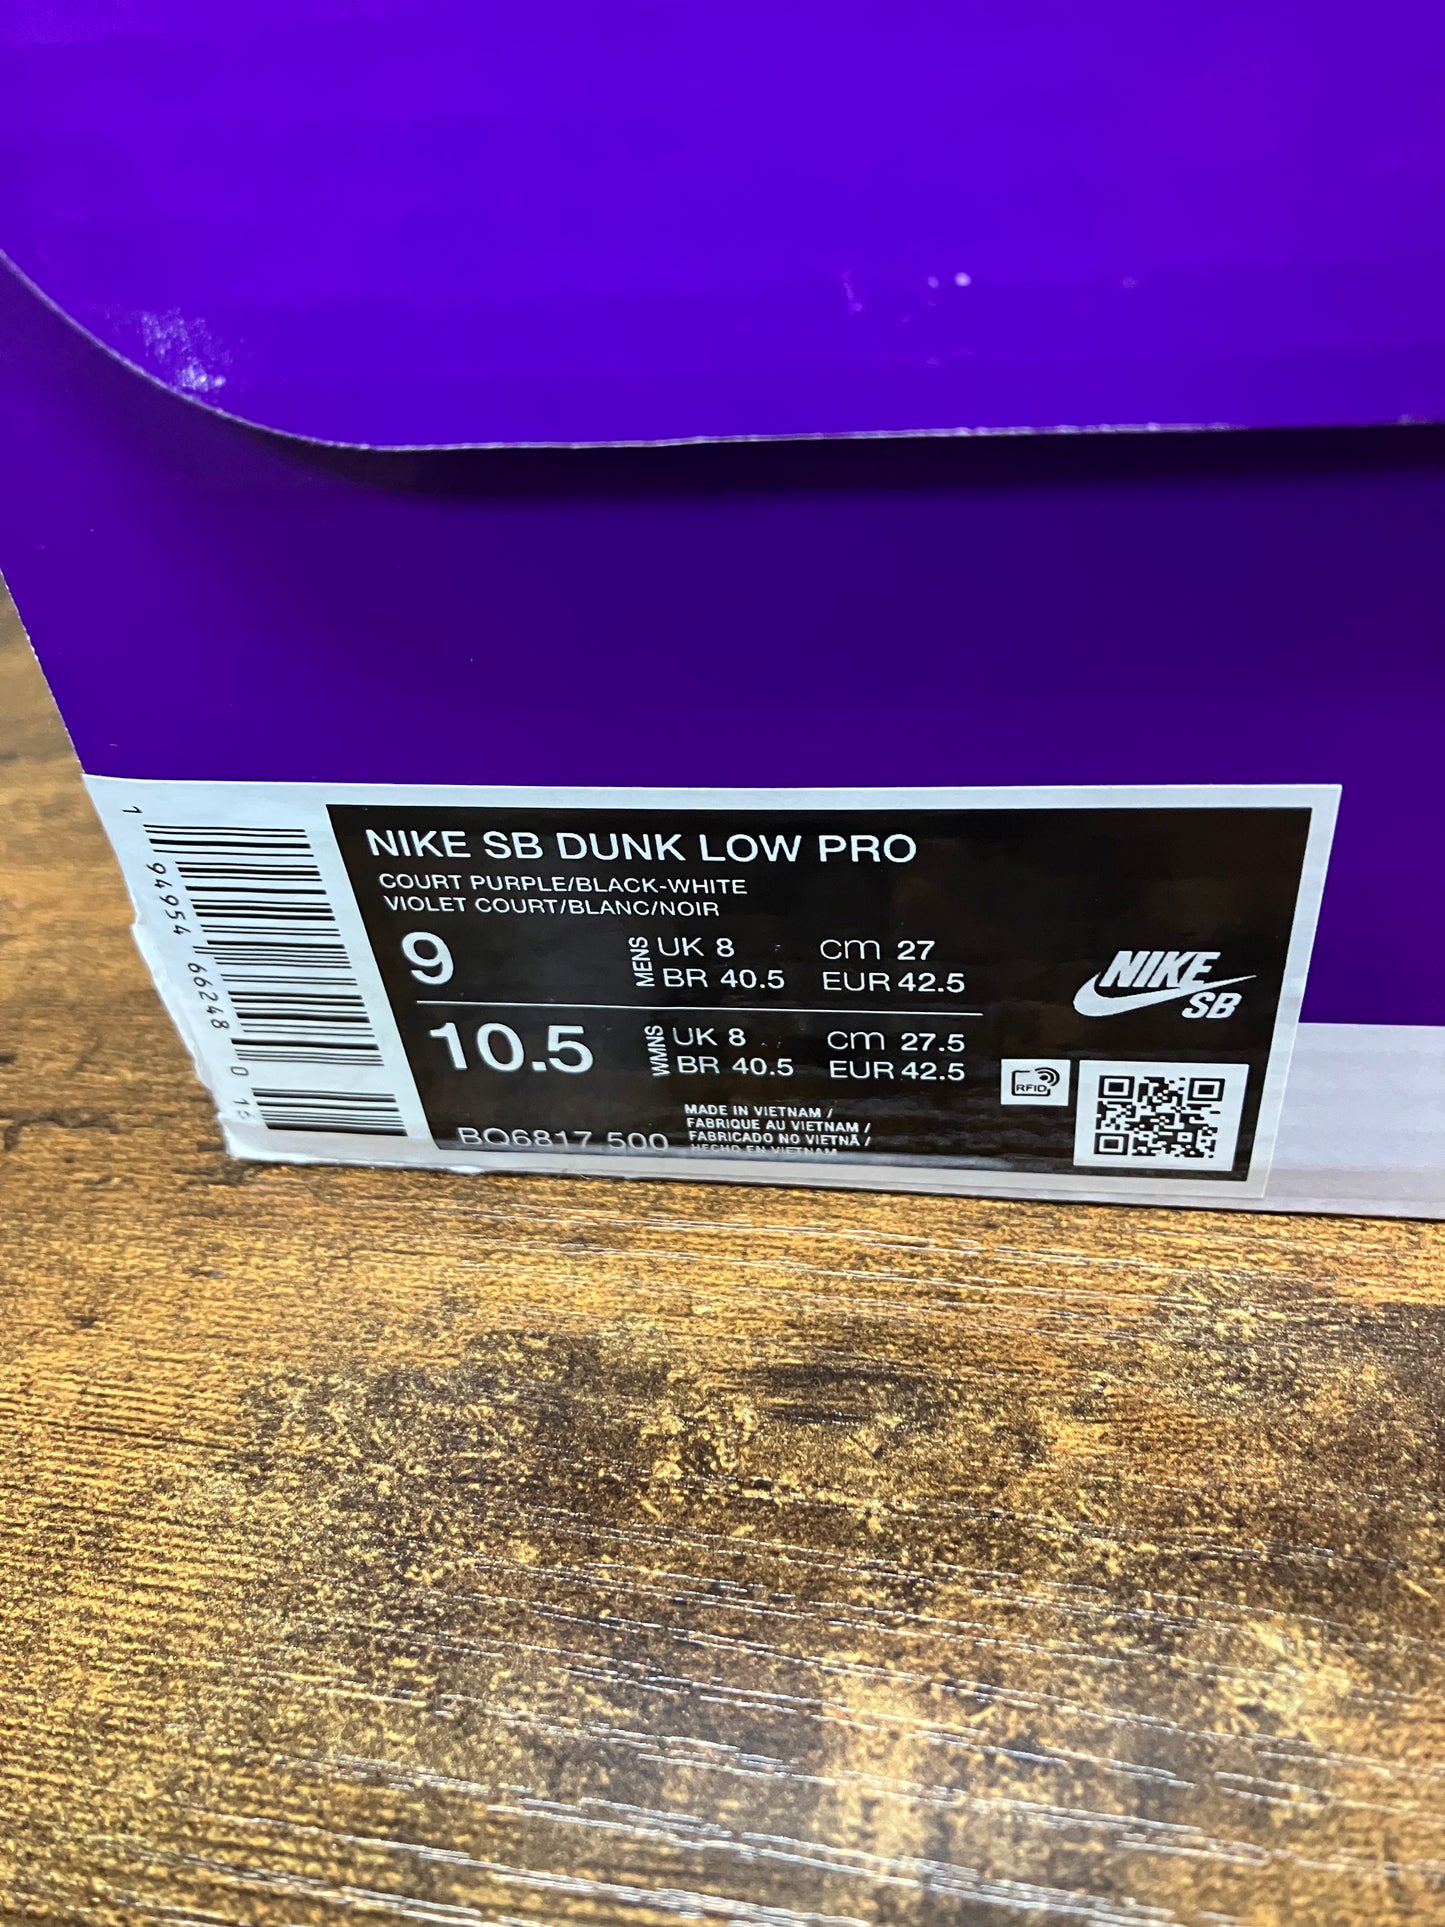 NIKE SB DUNK LOW PRO
COURT PURPLE/BLACK-WHITE
VIOLET COURT/BLANC/NOIR
9 MENS UK 8 cm 27
BR 40.5 EUR 42.5
10.5 WMNS UK 8 cm 27.5
BR 40.5 EUR 42.5
BQ6817 500
MADE IN VIETNAM /
FABRIQUE AU VIETNAM /
FABRICADO NO VIETNÃ /
HECHO EN VIETNAM
NIKE
SB
RFID
1 94954 66248 0